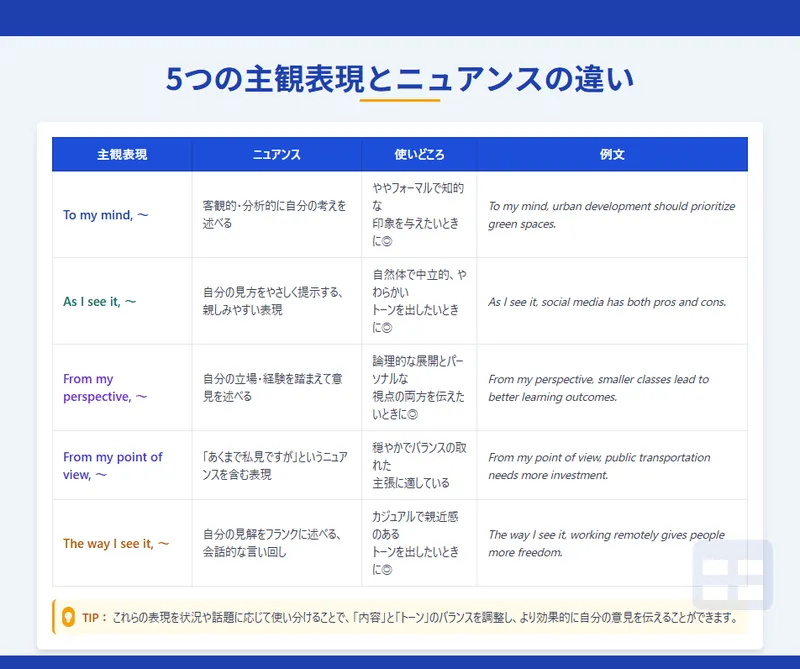 5つの主観表現とニュアンスの違い
主観表現
ニュアンス
使いどころ
例文
To my mind, ～
客観的・分析的に自分の考えを
述べる
ややフォーマルで知的
な
印象を与えたいとき
に◎
To my mind, urban development should prioritize
green spaces.
As I see it, ～
自分の見方をやさしく提示する、
親しみやすい表現
自然体で中立的、や
わらかい
トーンを出したいとき
に◎
As I see it, social media has both pros and cons.
From my
perspective, ～
自分の立場・経験を踏まえて意
見を述べる
論理的な展開とパー
ソナルな
視点の両方を伝えた
いときに◎
From my perspective, smaller classes lead to
better learning outcomes.
From my point of
view, ～
「あくまで私見ですが」というニュア
ンスを含む表現
穏やかでバランスの取
れた
主張に適している
From my point of view, public transportation
needs more investment.
The way I see it, ～
自分の見解をフランクに述べる、
会話的な言い回し
カジュアルで親近感
のある
トーンを出したいとき
に◎
The way I see it, working remotely gives people
more freedom.
TIP： これらの表現を状況や話題に応じて使い分けることで、「内容」と「トーン」のバランスを調整し、より効果的に自分の意見を伝えることができます。